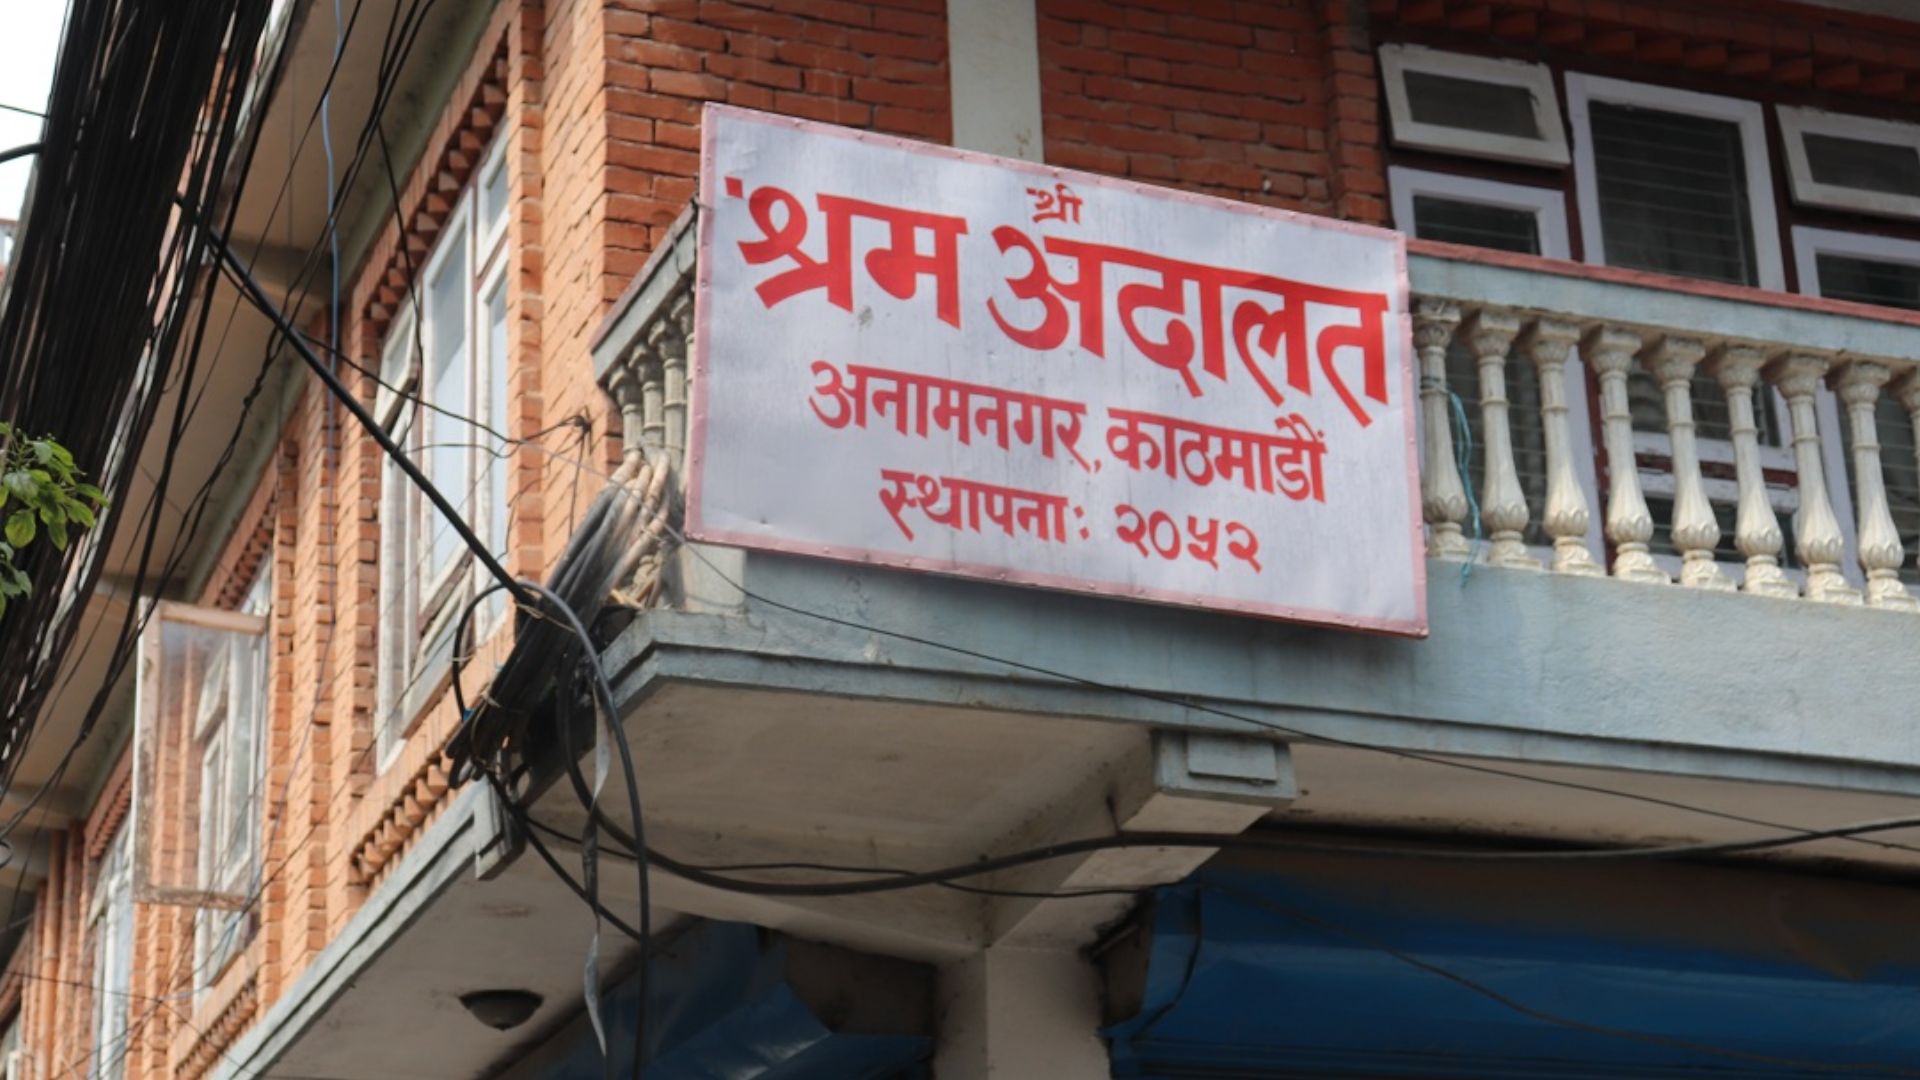 श्री
श्रम अदालत
अनामनगर, काठमाडौं
स्थापनाः २०५२